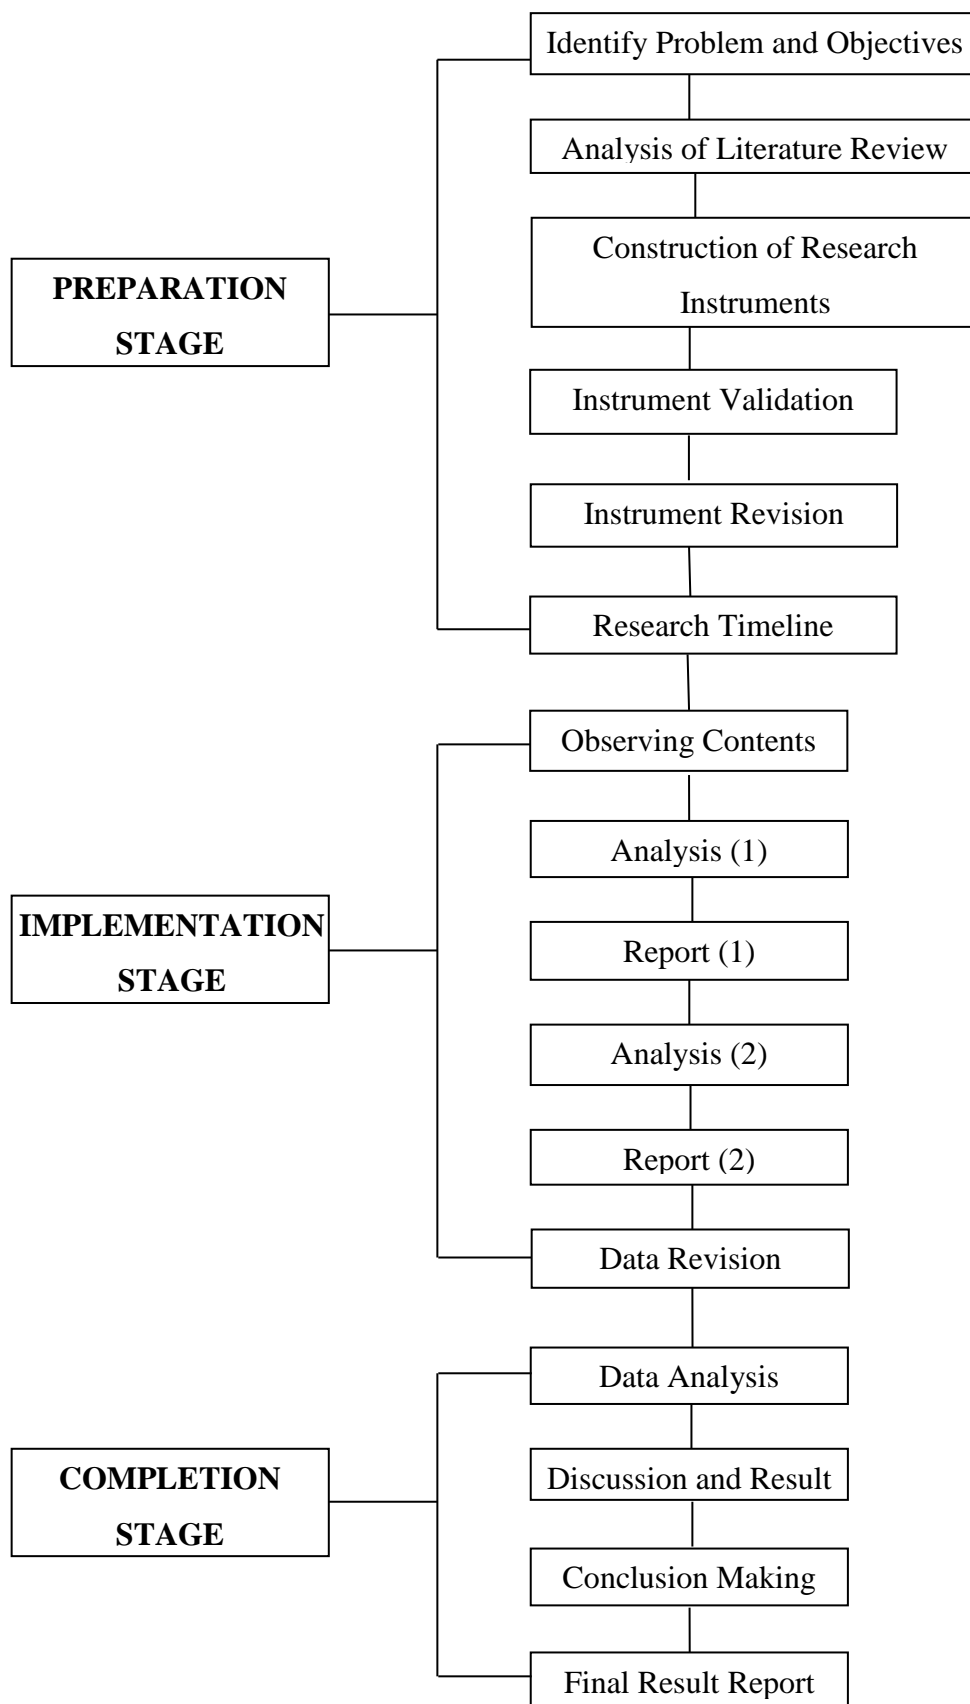 Identify Problem and Objectives
Analysis of Literature Review
Construction of Research
Instruments
PREPARATION
STAGE
Instrument Validation
Instrument Revision
Research Timeline
Observing Contents
Analysis (1)
IMPLEMENTATION
STAGE
Report (1)
Analysis (2)
Report (2)
Data Revision
Data Analysis
COMPLETION
STAGE
Discussion and Result
Conclusion Making
Final Result Report